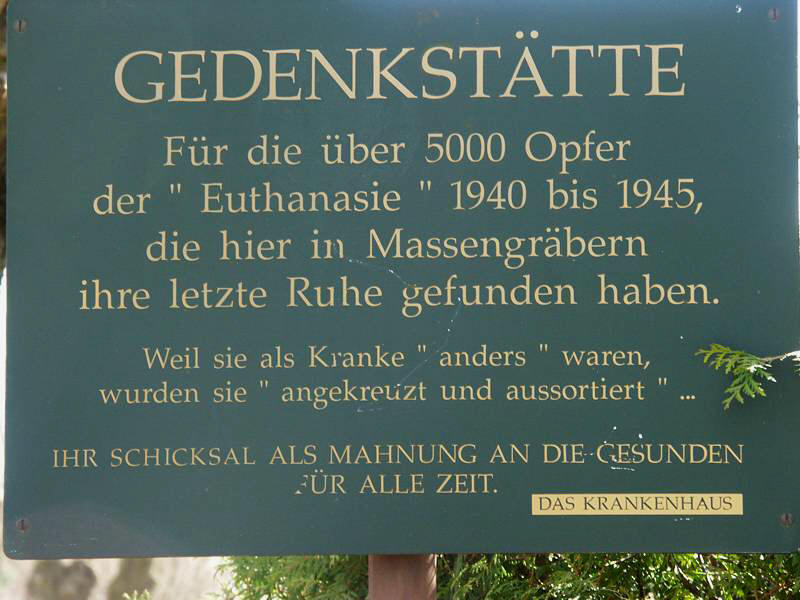 GEDENKSTÄTTE
Für die über 5000 Opfer
der " Euthanasie " 1940 bis 1945,
die hier in Massengräbern
ihre letzte Ruhe gefunden haben.
Weil sie als Kranke " anders " waren,
wurden sie " angekreuzt und aussortiert " ...
IHR SCHICKSAL ALS MAHNUNG AN DIE GESUNDEN
FÜR ALLE ZEIT.
DAS KRANKENHAUS